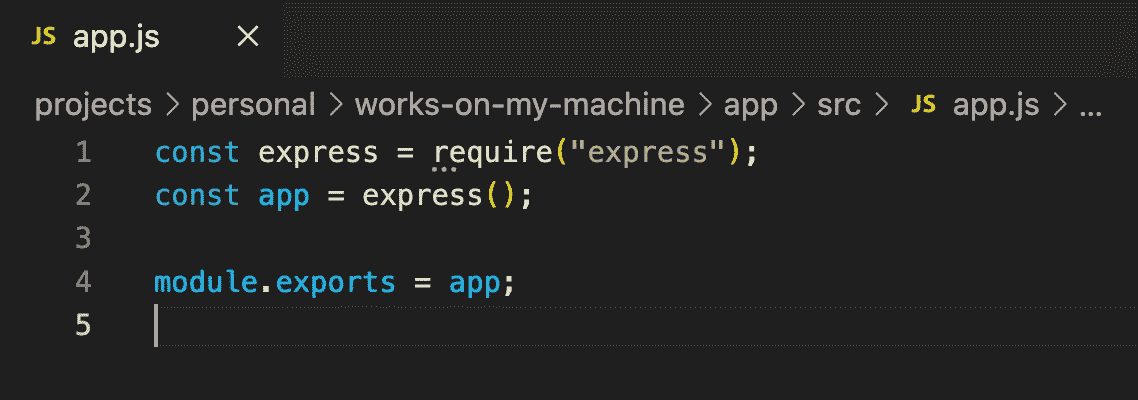 JS app.js ×
projects > personal > works-on-my-machine > app > src > JS app.js > ...
1 const express = require("express");
2 const app = express();
3
4 module.exports = app;
5